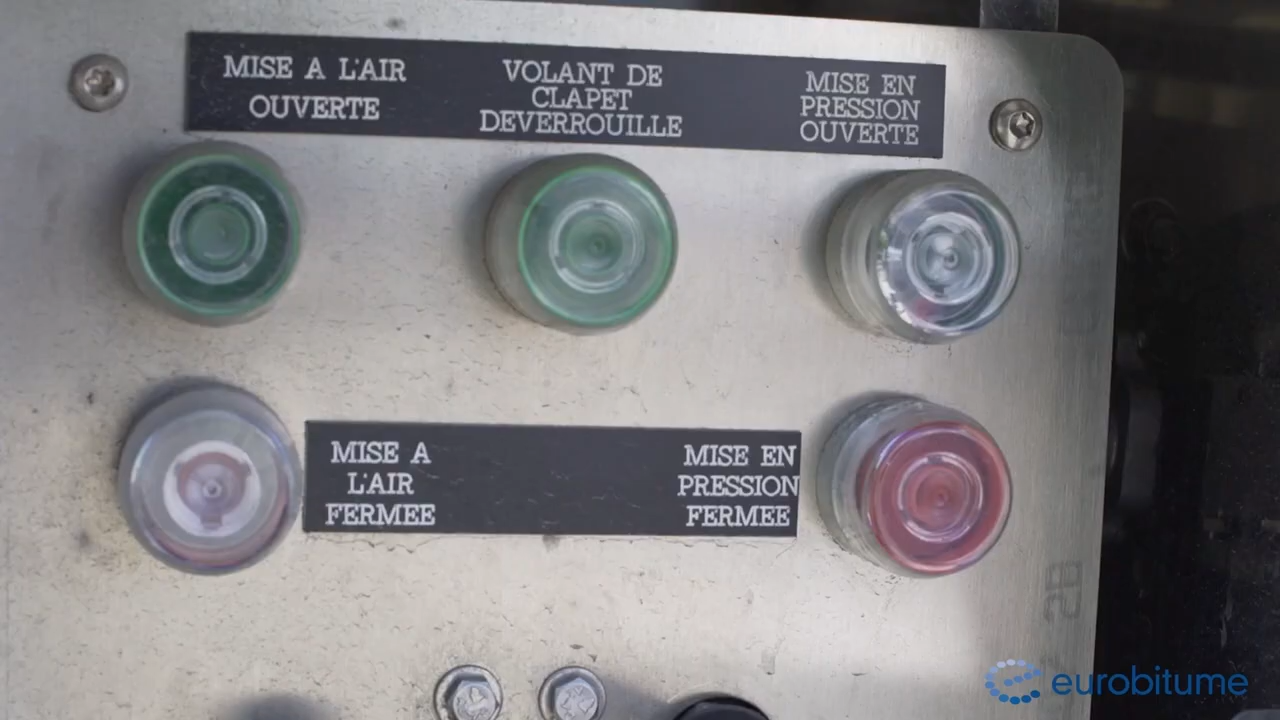 MISE A L'AIR
OUVERTE
VOLANT DE
CLAPET
DEVERROUILLE
MISE EN
PRESSION
OUVERTE
MISE A
L'AIR
FERMEE
MISE EN
PRESSION
FERMEE
2B
eurobitume